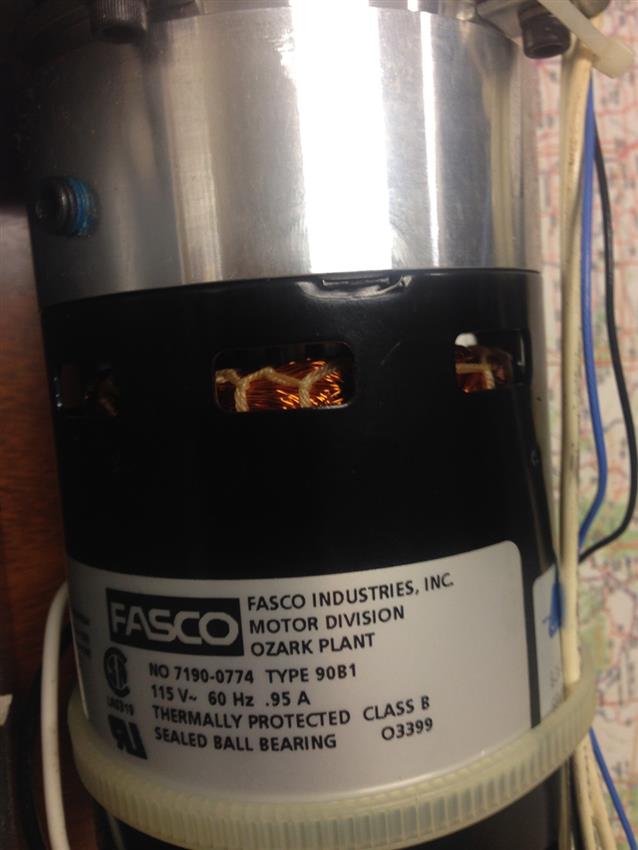 FASCO
FASCO INDUSTRIES, INC.
MOTOR DIVISION
OZARK PLANT
NO 7190-0774 TYPE 90B1
115 V~ 60 Hz .95 A
THERMALLY PROTECTED CLASS B
SEALED BALL BEARING O3399